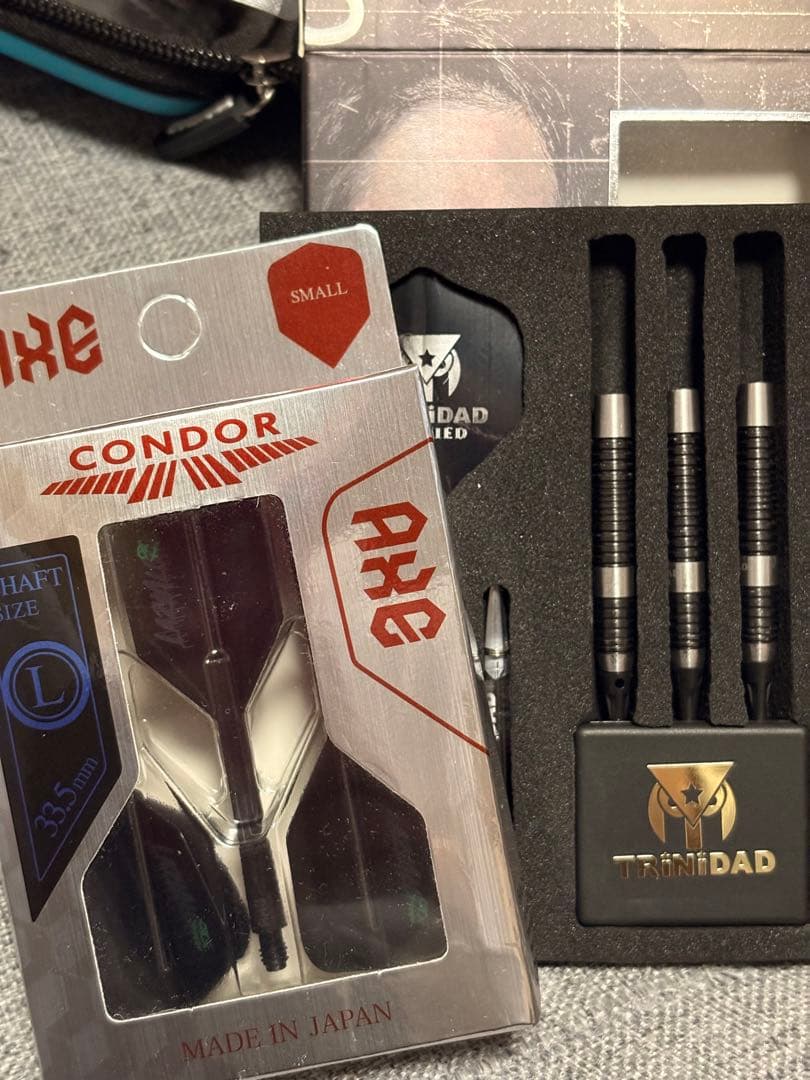 AXE
SMALL
CONDOR
AXE
SHAFT
SIZE
L
33.5mm
MADE IN JAPAN
TRiNiDAD
TRiNiDAD